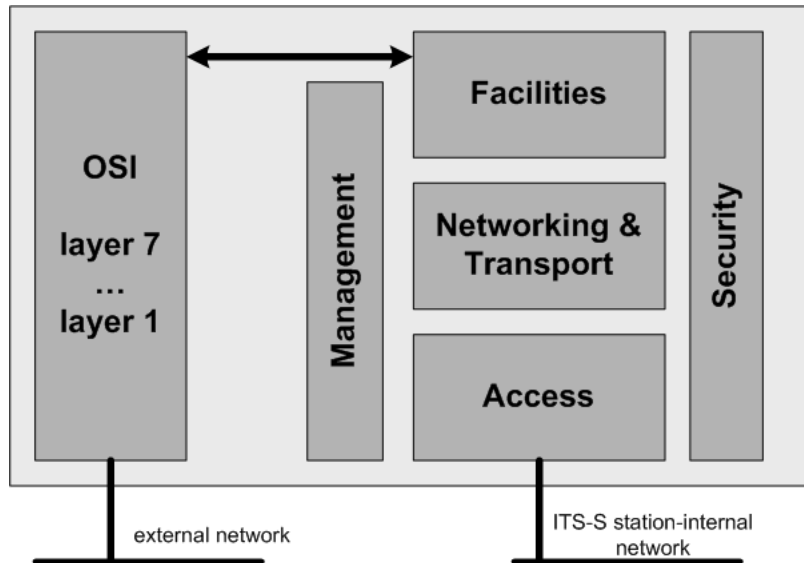 OSI
layer 7
...
layer 1
Management
Facilities
Networking &
Transport
Access
Security
external network
ITS-S station-internal
network